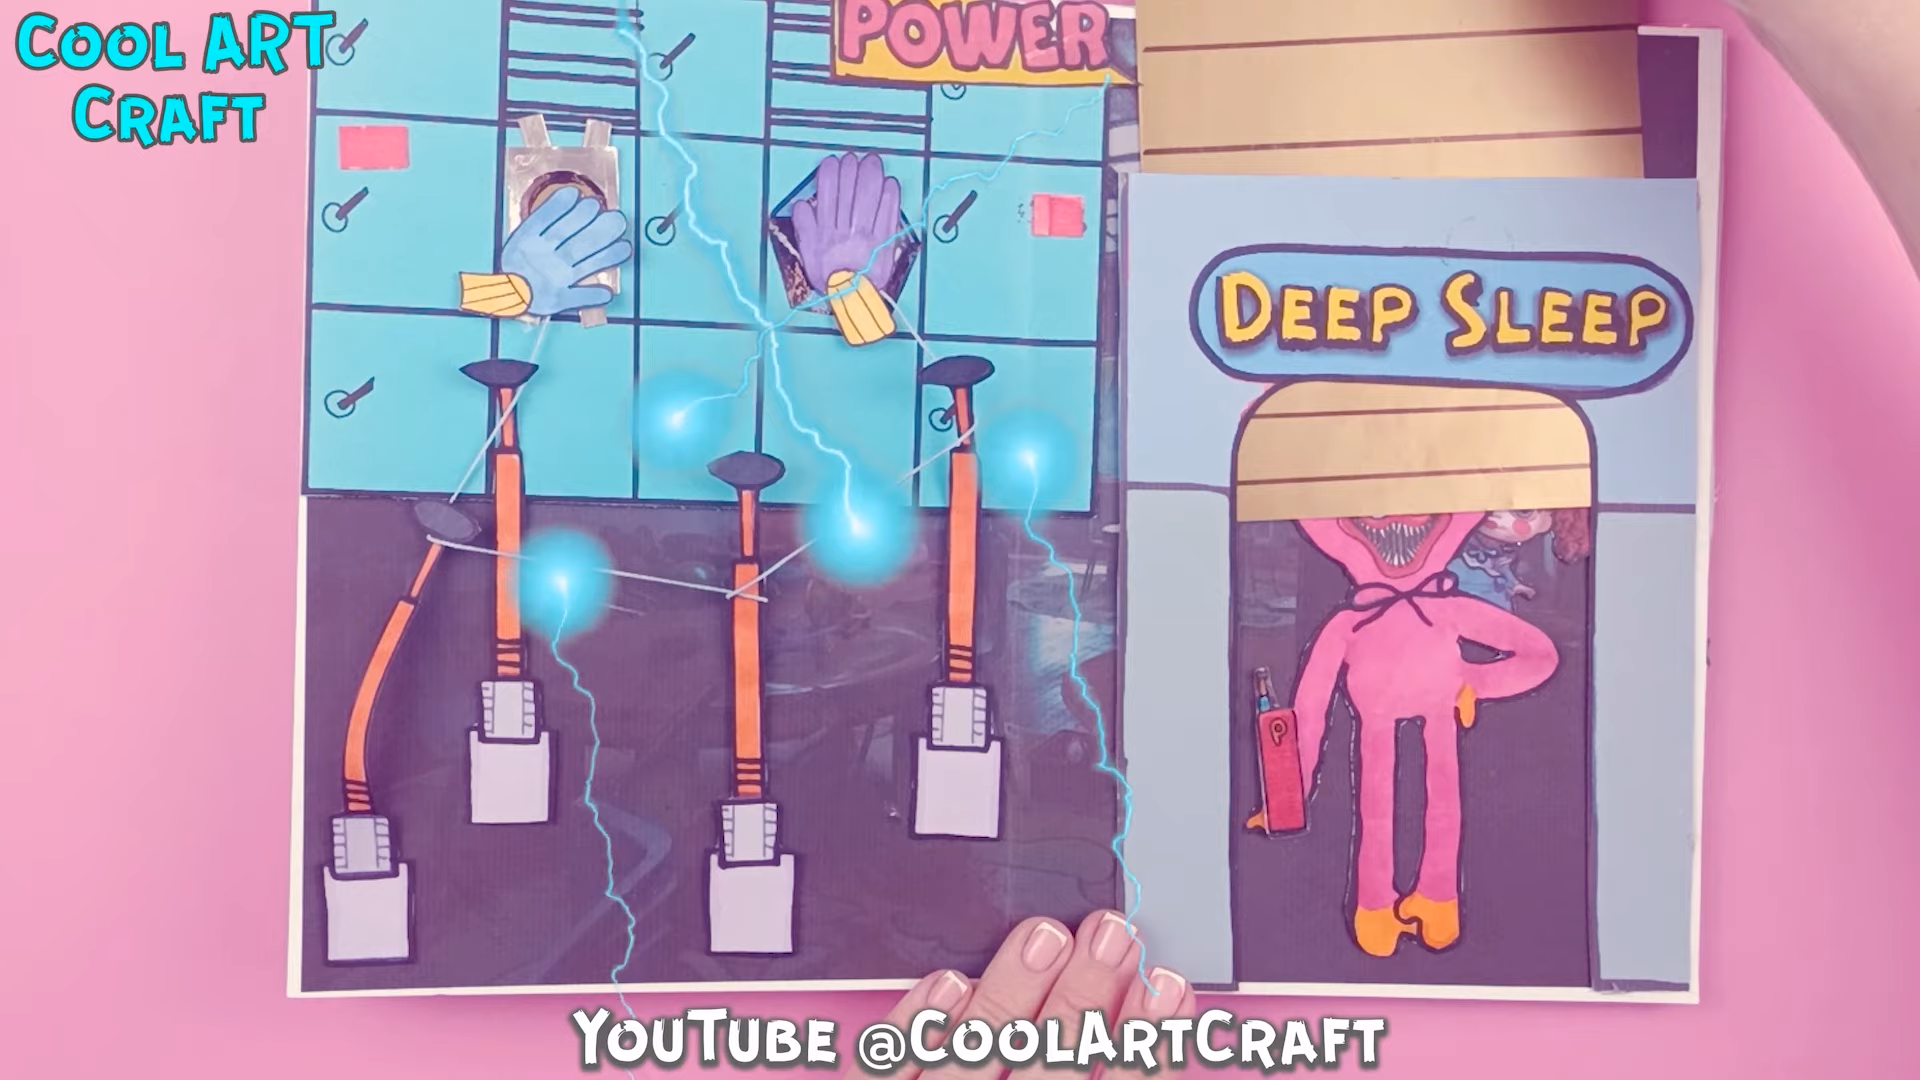 COOL ART
CRAFT
POWER
DEEP SLEEP
P
YOUTUBE @COOLARTCRAFT